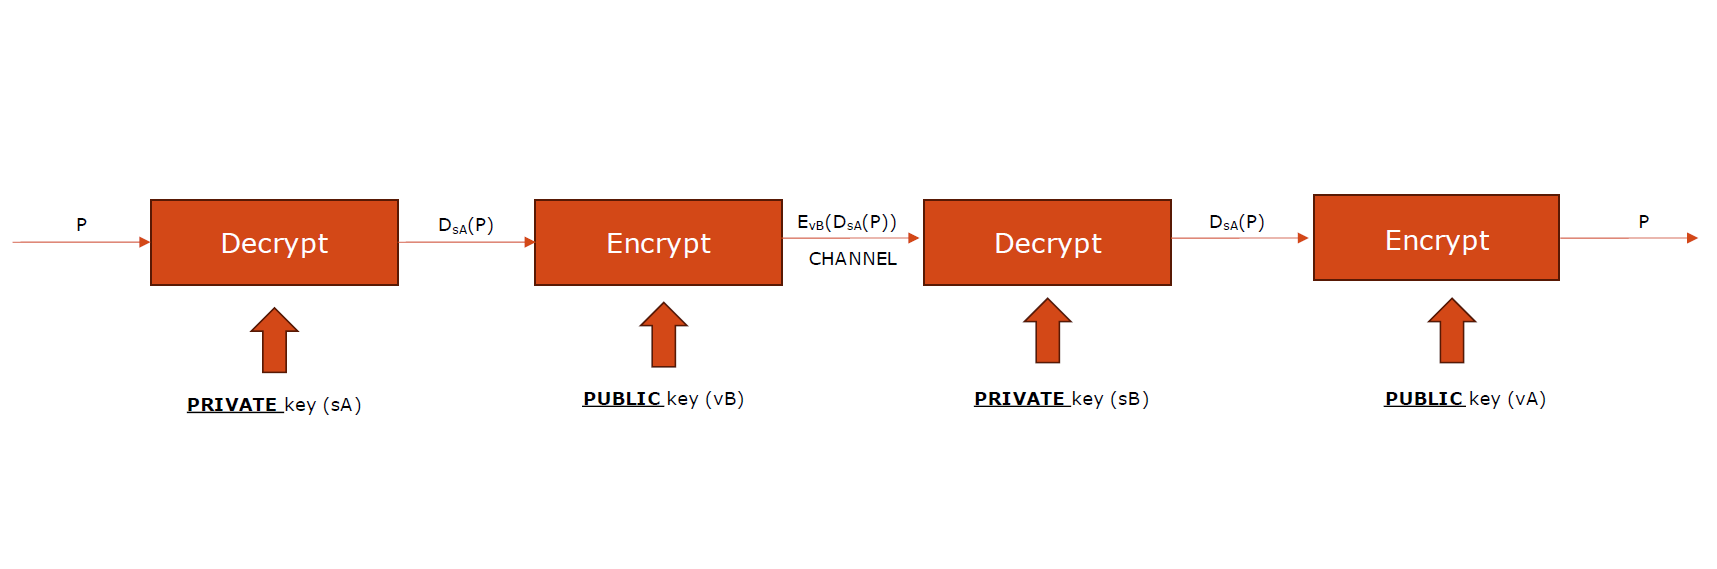 P
Decrypt
DsA(P)
Encrypt
EvB(DsA(P))
CHANNEL
Decrypt
DsA(P)
Encrypt
P
PRIVATE key (sA)
PUBLIC key (vB)
PRIVATE key (sB)
PUBLIC key (vA)